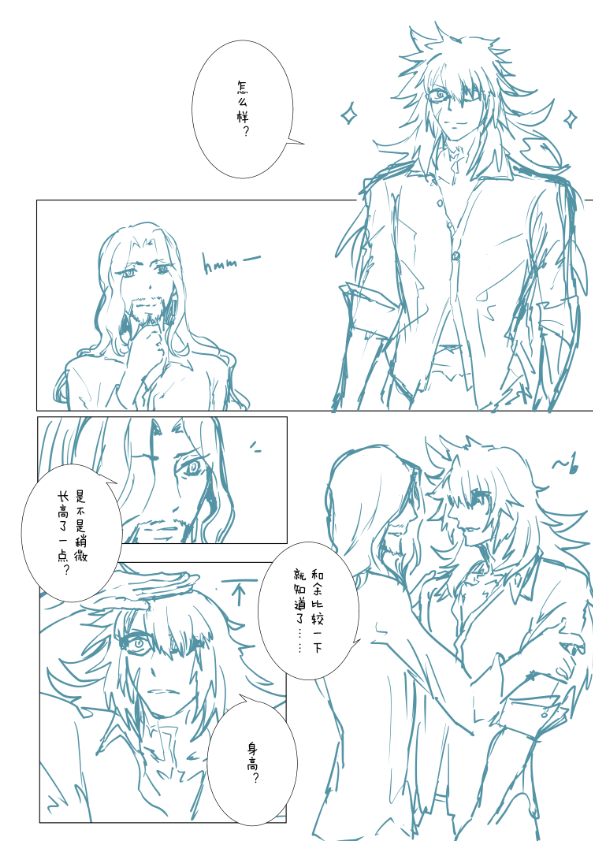 怎么样？
hmm—
是不是稍微
长高了一点？
身高？
和余比较一下
就知道了……